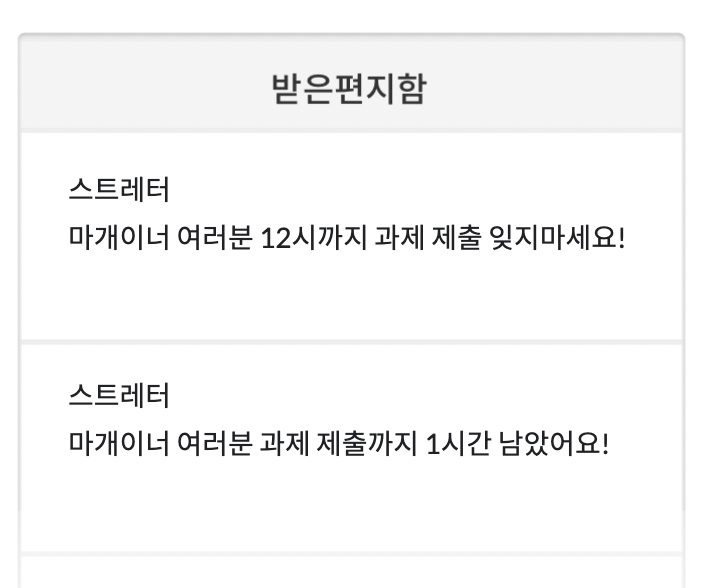 받은편지함
스트레터
마개이너 여러분 12시까지 과제 제출 잊지마세요!
스트레터
마개이너 여러분 과제 제출까지 1시간 남았어요!